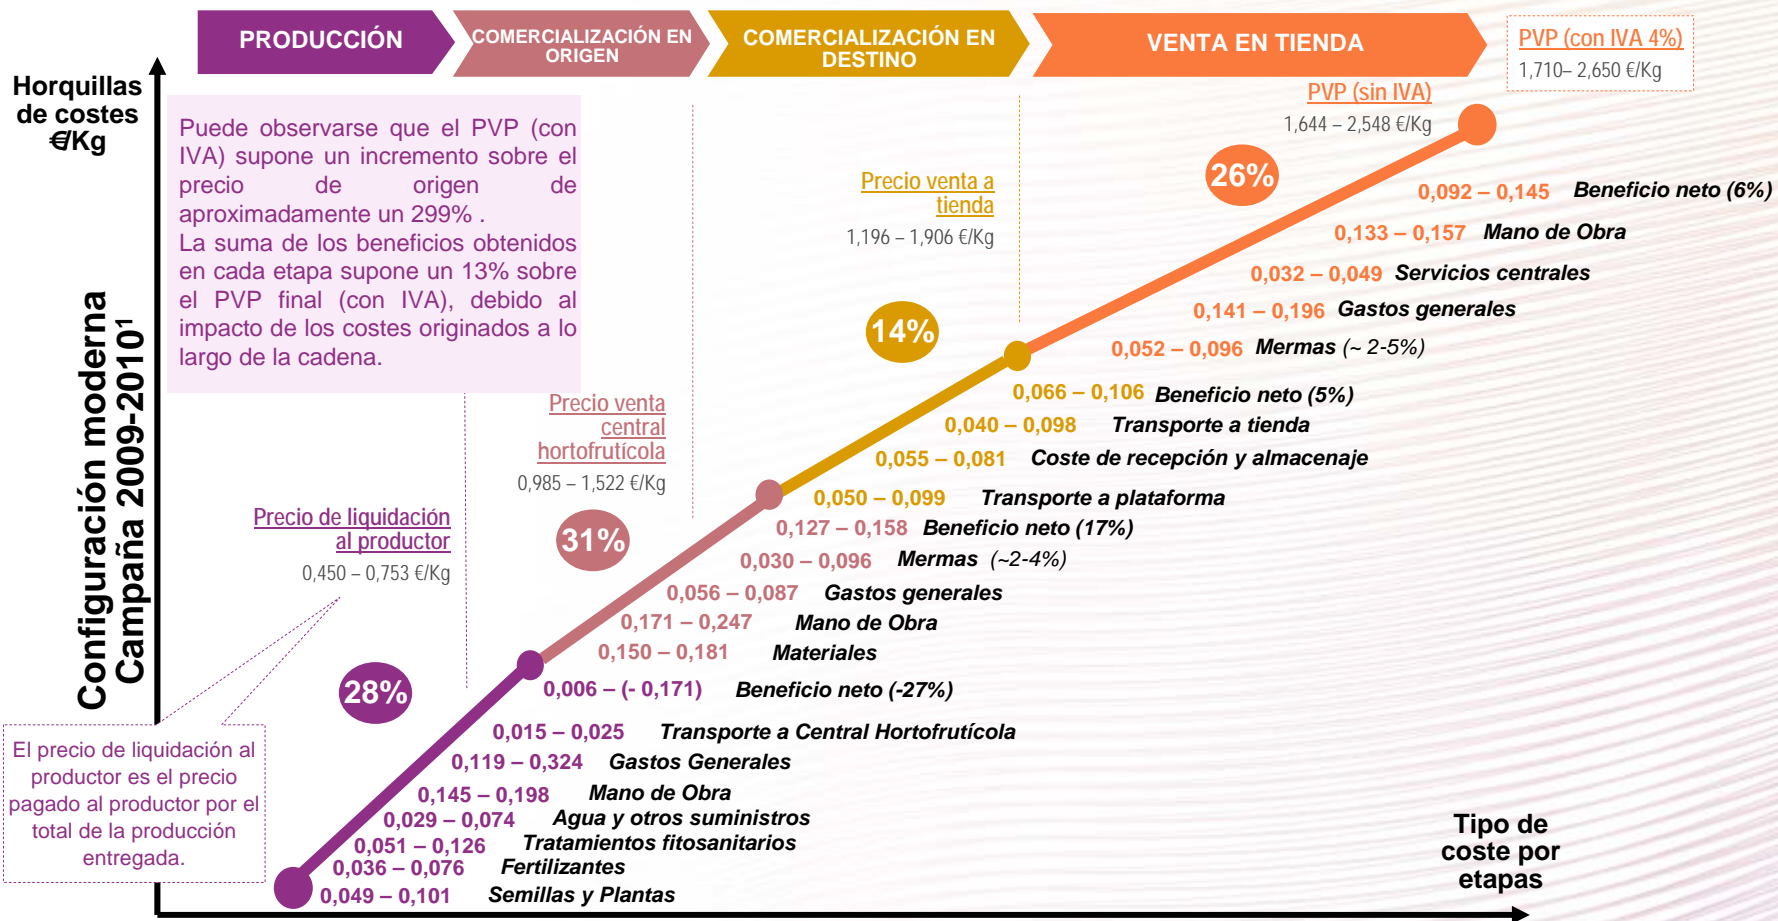 PRODUCCIÓN
COMERCIALIZACIÓN EN
ORIGEN
COMERCIALIZACIÓN EN
DESTINO
VENTA EN TIENDA
PVP (con IVA 4%)
1,710– 2,650 €/Kg
Horquillas
de costes
€/Kg
Puede observarse que el PVP (con
IVA) supone un incremento sobre el
precio de origen de
aproximadamente un 299% .
La suma de los beneficios obtenidos
en cada etapa supone un 13% sobre
el PVP final (con IVA), debido al
impacto de los costes originados a lo
largo de la cadena.
PVP (sin IVA)
1,644 – 2,548 €/Kg
26%
0,092 – 0,145 Beneficio neto (6%)
0,133 – 0,157 Mano de Obra
0,032 – 0,049 Servicios centrales
0,141 – 0,196 Gastos generales
0,052 – 0,096 Mermas (~ 2-5%)
Precio venta a
tienda
1,196 – 1,906 €/Kg
14%
0,066 – 0,106 Beneficio neto (5%)
0,040 – 0,098 Transporte a tienda
0,055 – 0,081 Coste de recepción y almacenaje
0,050 – 0,099 Transporte a plataforma
Precio venta
central
hortofrutícola
0,985 – 1,522 €/Kg
31%
0,127 – 0,158 Beneficio neto (17%)
0,030 – 0,096 Mermas (~2-4%)
0,056 – 0,087 Gastos generales
0,171 – 0,247 Mano de Obra
0,150 – 0,181 Materiales
Precio de liquidación
al productor
0,450 – 0,753 €/Kg
28%
0,006 – (- 0,171) Beneficio neto (-27%)
0,015 – 0,025 Transporte a Central Hortofrutícola
0,119 – 0,324 Gastos Generales
0,145 – 0,198 Mano de Obra
0,029 – 0,074 Agua y otros suministros
0,051 – 0,126 Tratamientos fitosanitarios
0,036 – 0,076 Fertilizantes
0,049 – 0,101 Semillas y Plantas
Configuración moderna
Campaña 2009-2010¹
El precio de liquidación al
productor es el precio
pagado al productor por el
total de la producción
entregada.
Tipo de
coste por
etapas